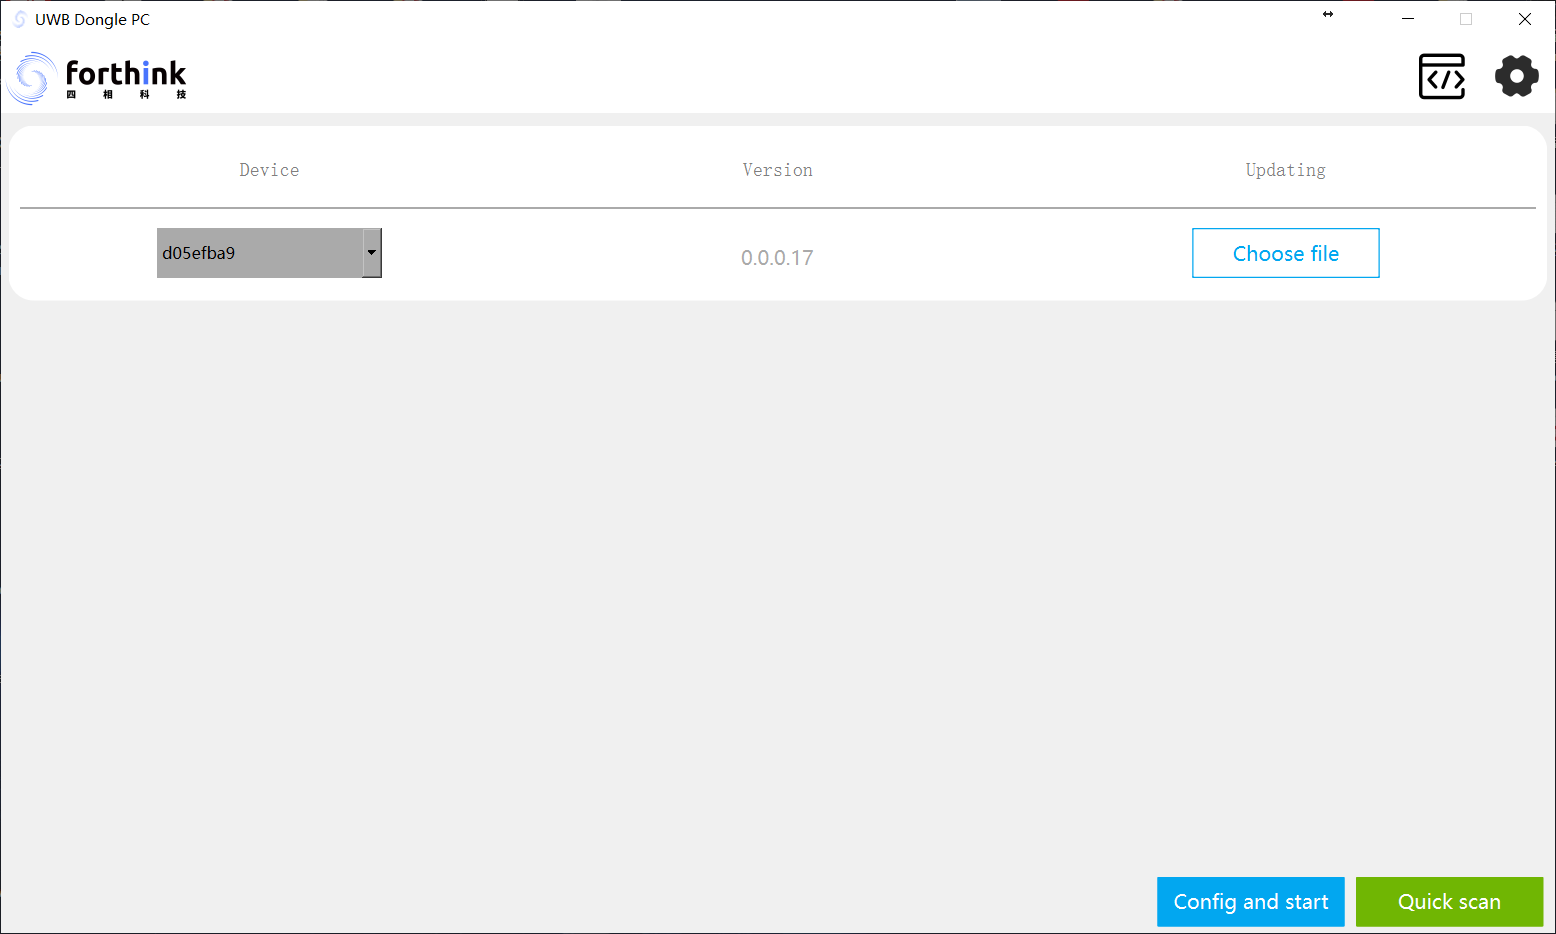 UWB Dongle PC
forthink
四相科技
Device
Version
Updating
d05efba9
0.0.0.17
Choose file
Config and start
Quick scan